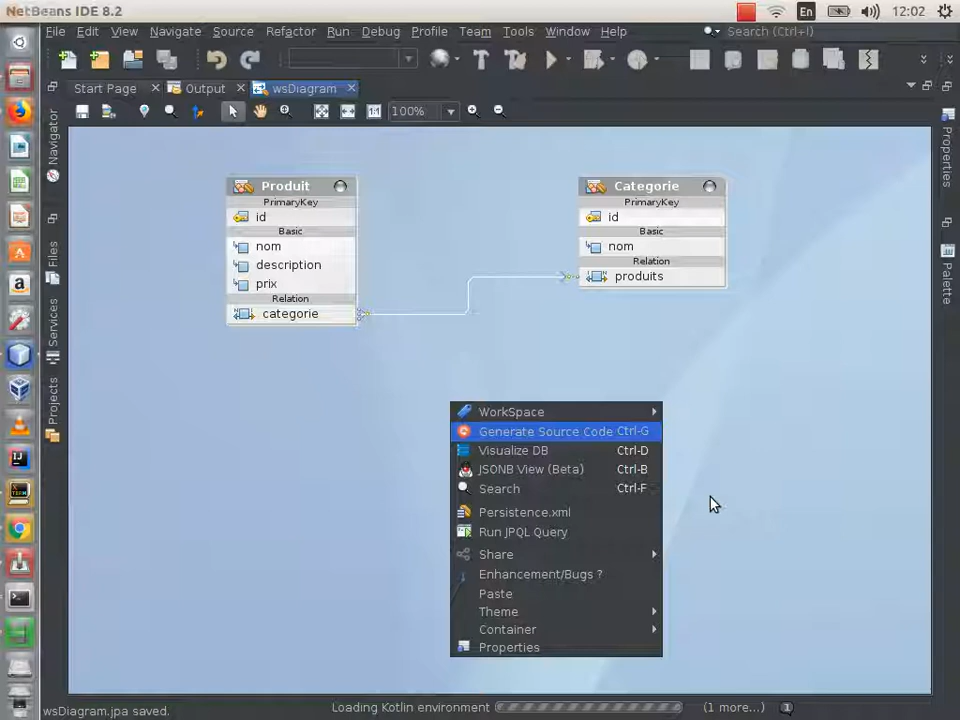 NetBeans IDE 8.2
En
12:02
File Edit View Navigate Source Refactor Run Debug Profile Team Tools Window Help
Search (Ctrl+I)
Start Page
Output
wsDiagram
100%
Navigator
Files
Services
Projects
Properties
Palette
Produit
PrimaryKey
id
Basic
nom
description
prix
Relation
categorie
Categorie
PrimaryKey
id
Basic
nom
Relation
produits
WorkSpace
Generate Source Code Ctrl-G
Visualize DB Ctrl-D
JSONB View (Beta) Ctrl-B
Search Ctrl-F
Persistence.xml
Run JPQL Query
Share
Enhancement/Bugs ?
Paste
Theme
Container
Properties
wsDiagram.jpa saved.
Loading Kotlin environment
(1 more...)
1